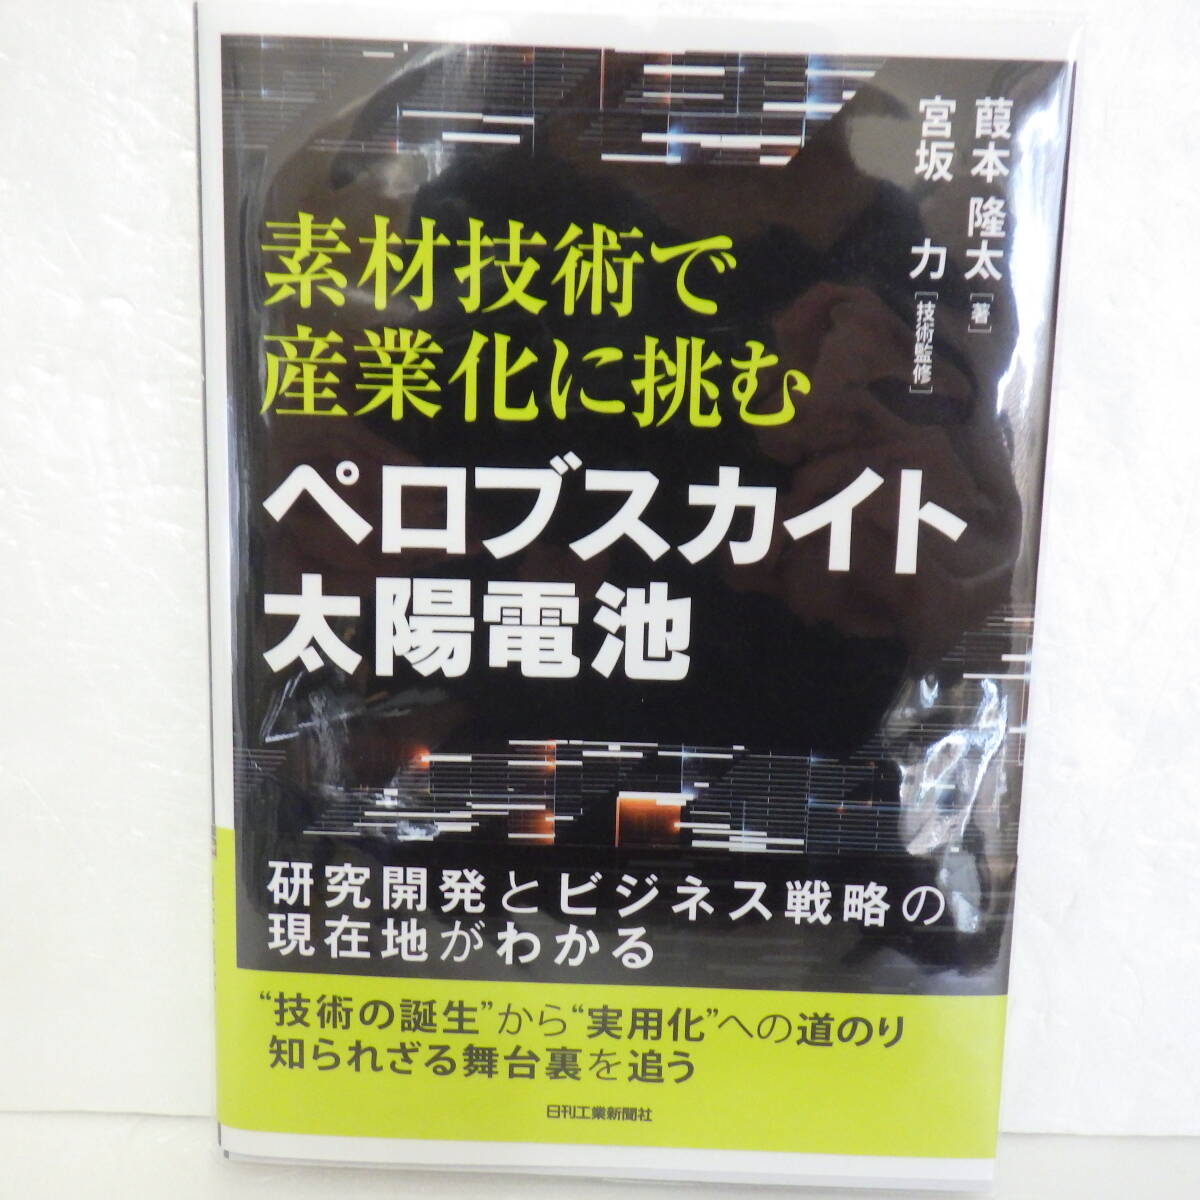 葭本 隆太［著］
宮坂 力［技術監修］
素材技術で
産業化に挑む
ペロブスカイト
太陽電池
研究開発とビジネス戦略の
現在地がわかる
“技術の誕生”から“実用化”への道のり
知られざる舞台裏を追う
日刊工業新聞社